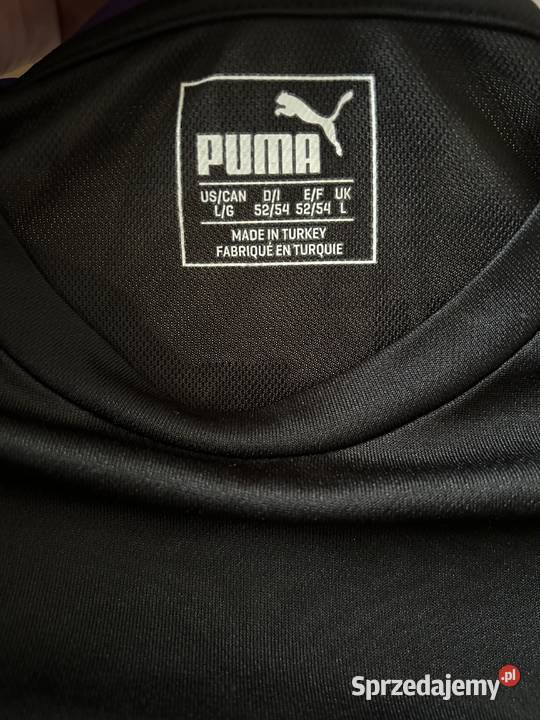 PUMA
US/CAN D/I E/F UK
L/G 52/54 52/54 L
MADE IN TURKEY
FABRIQUÉ EN TURQUIE
Sprzedajemy.pl